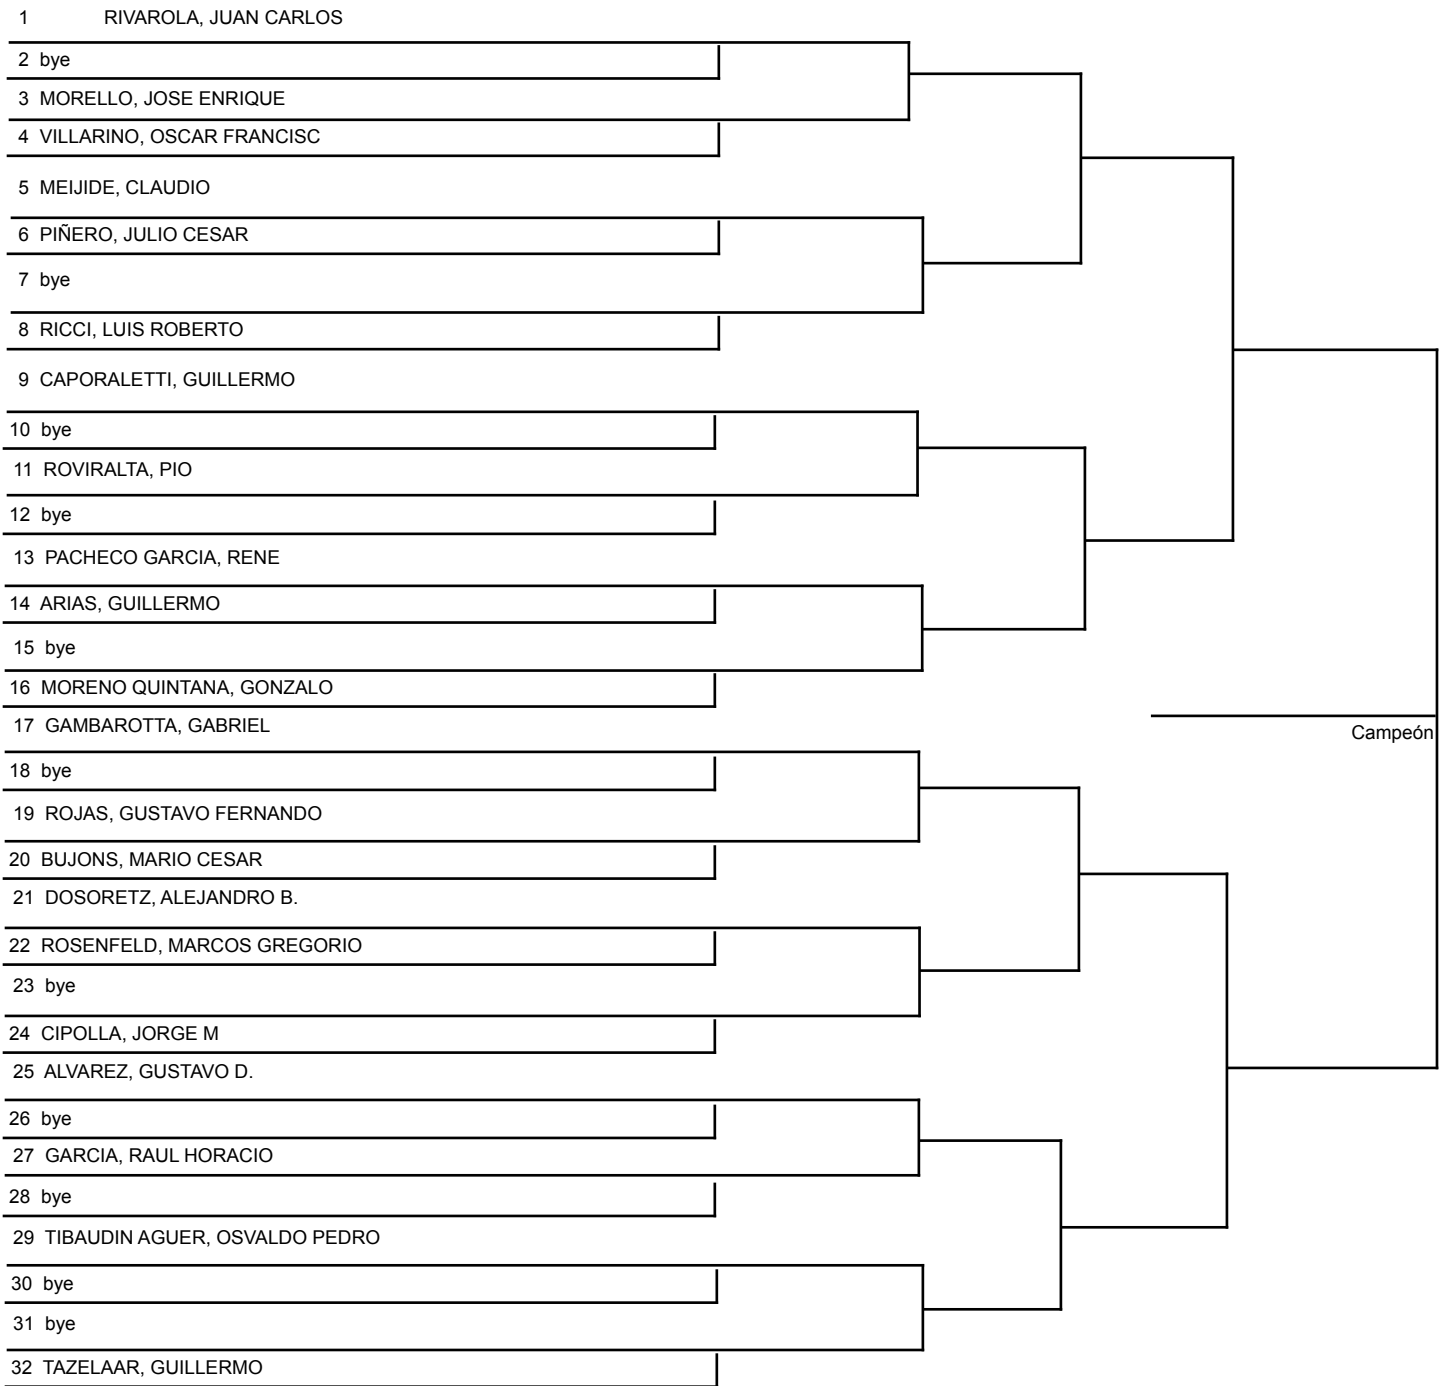 1 RIVAROLA, JUAN CARLOS
2 bye
3 MORELLO, JOSE ENRIQUE
4 VILLARINO, OSCAR FRANCISC
5 MEIJIDE, CLAUDIO
6 PIÑERO, JULIO CESAR
7 bye
8 RICCI, LUIS ROBERTO
9 CAPORALETTI, GUILLERMO
10 bye
11 ROVIRALTA, PIO
12 bye
13 PACHECO GARCIA, RENE
14 ARIAS, GUILLERMO
15 bye
16 MORENO QUINTANA, GONZALO
17 GAMBAROTTA, GABRIEL
Campeón
18 bye
19 ROJAS, GUSTAVO FERNANDO
20 BUJONS, MARIO CESAR
21 DOSORETZ, ALEJANDRO B.
22 ROSENFELD, MARCOS GREGORIO
23 bye
24 CIPOLLA, JORGE M
25 ALVAREZ, GUSTAVO D.
26 bye
27 GARCIA, RAUL HORACIO
28 bye
29 TIBAUDIN AGUER, OSVALDO PEDRO
30 bye
31 bye
32 TAZELAAR, GUILLERMO